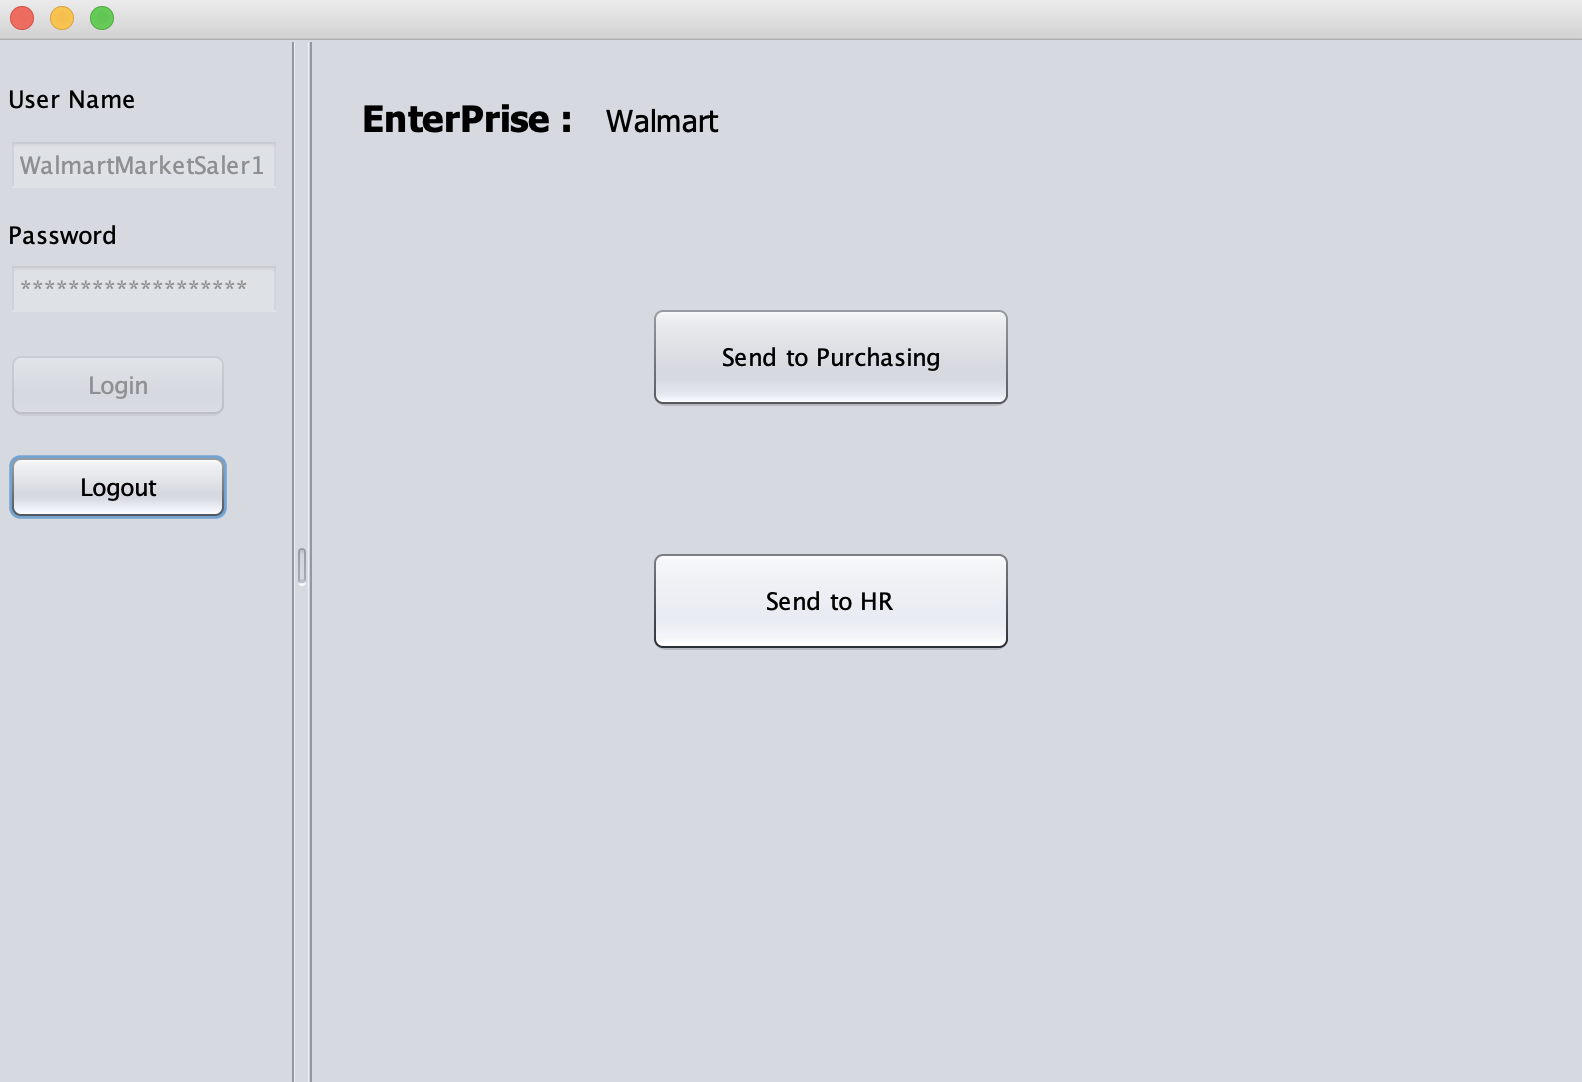 User Name
WalmartMarketSaler1
Password
*******************
Login
Logout
EnterPrise : Walmart
Send to Purchasing
Send to HR